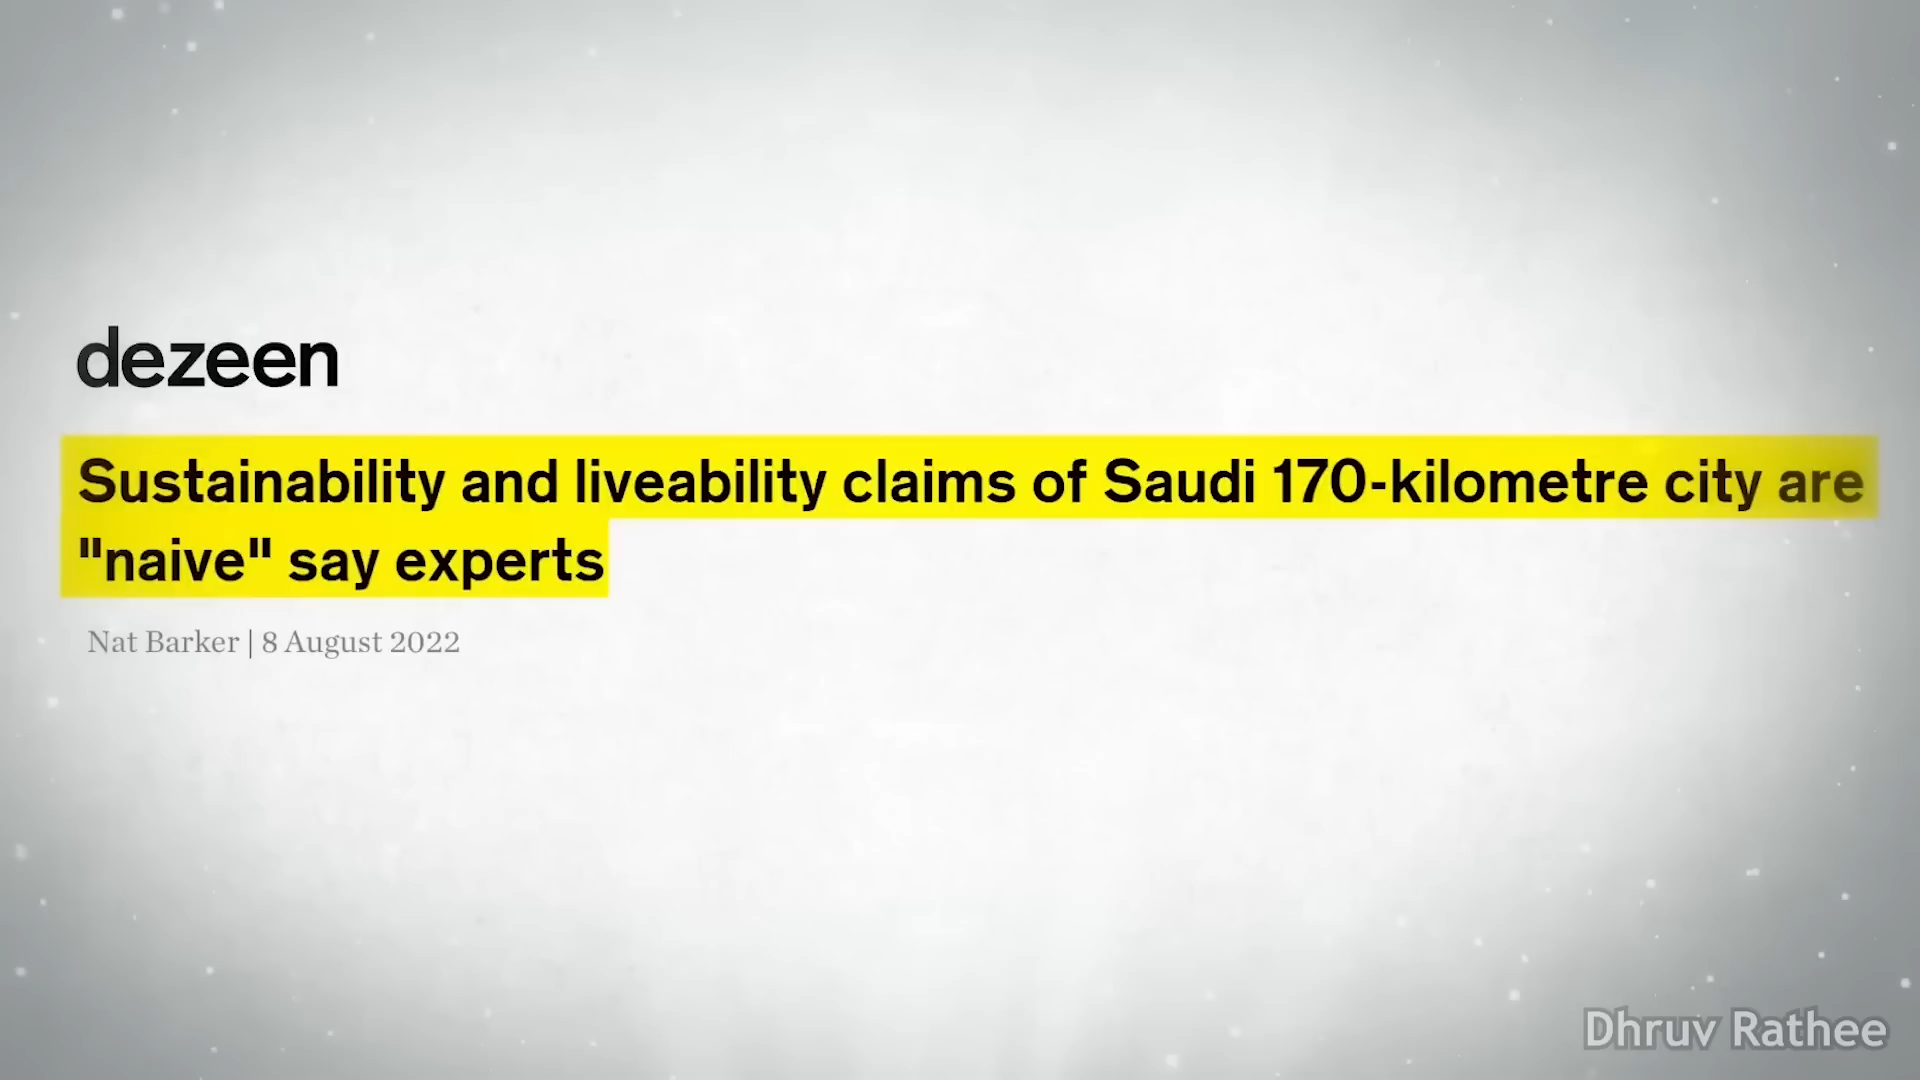 dezeen
Sustainability and liveability claims of Saudi 170-kilometre city are
"naive" say experts
Nat Barker | 8 August 2022
Dhruv Rathee